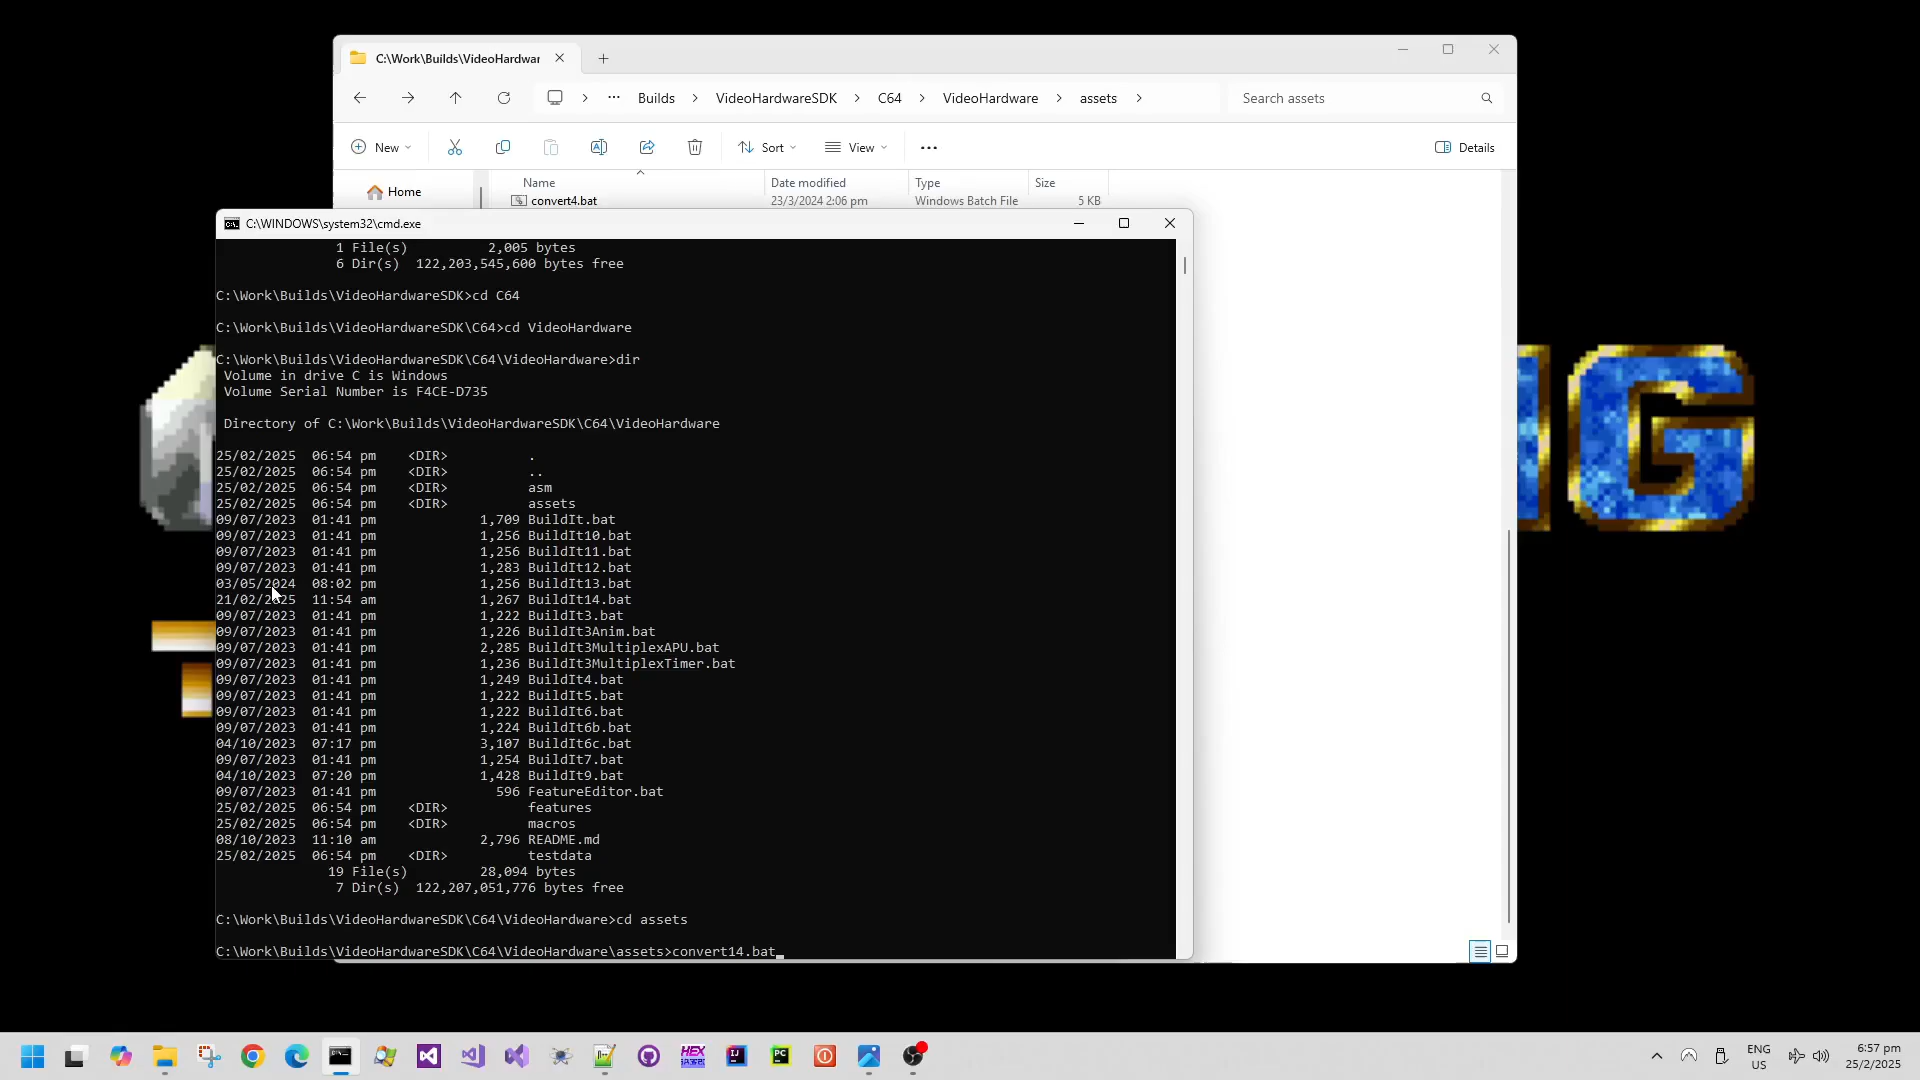 C:\Work\Builds\VideoHardwar
Builds VideoHardwareSDK C64 VideoHardware assets
Search assets
New
Sort
View
Details
Home
Name Date modified Type Size
convert4.bat 23/3/2024 2:06 pm Windows Batch File 5 KB
C:\WINDOWS\system32\cmd.exe
1 File(s) 2,005 bytes
6 Dir(s) 122,203,545,600 bytes free
C:\Work\Builds\VideoHardwareSDK>cd C64
C:\Work\Builds\VideoHardwareSDK\C64>cd VideoHardware
C:\Work\Builds\VideoHardwareSDK\C64\VideoHardware>dir
Volume in drive C is Windows
Volume Serial Number is F4CE-D735
Directory of C:\Work\Builds\VideoHardwareSDK\C64\VideoHardware
25/02/2025 06:54 pm <DIR> .
25/02/2025 06:54 pm <DIR> ..
25/02/2025 06:54 pm <DIR> asm
25/02/2025 06:54 pm <DIR> assets
09/07/2023 01:41 pm 1,709 BuildIt.bat
09/07/2023 01:41 pm 1,256 BuildIt10.bat
09/07/2023 01:41 pm 1,256 BuildIt11.bat
09/07/2023 01:41 pm 1,283 BuildIt12.bat
03/05/2024 08:02 pm 1,256 BuildIt13.bat
21/02/2025 11:54 am 1,267 BuildIt14.bat
09/07/2023 01:41 pm 1,222 BuildIt3.bat
09/07/2023 01:41 pm 1,226 BuildIt3Anim.bat
09/07/2023 01:41 pm 2,285 BuildIt3MultiplexAPU.bat
09/07/2023 01:41 pm 1,236 BuildIt3MultiplexTimer.bat
09/07/2023 01:41 pm 1,249 BuildIt4.bat
09/07/2023 01:41 pm 1,222 BuildIt5.bat
09/07/2023 01:41 pm 1,222 BuildIt6.bat
09/07/2023 01:41 pm 1,224 BuildIt6b.bat
04/10/2023 07:17 pm 3,107 BuildIt6c.bat
09/07/2023 01:41 pm 1,254 BuildIt7.bat
04/10/2023 07:20 pm 1,428 BuildIt9.bat
09/07/2023 01:41 pm 596 FeatureEditor.bat
25/02/2025 06:54 pm <DIR> features
25/02/2025 06:54 pm <DIR> macros
08/10/2023 11:10 am 2,796 README.md
25/02/2025 06:54 pm <DIR> testdata
19 File(s) 28,094 bytes
7 Dir(s) 122,207,051,776 bytes free
C:\Work\Builds\VideoHardwareSDK\C64\VideoHardware>cd assets
C:\Work\Builds\VideoHardwareSDK\C64\VideoHardware\assets>convert14.bat
G
HEX
IJ
PC
ENG
US
6:57 pm
25/2/2025